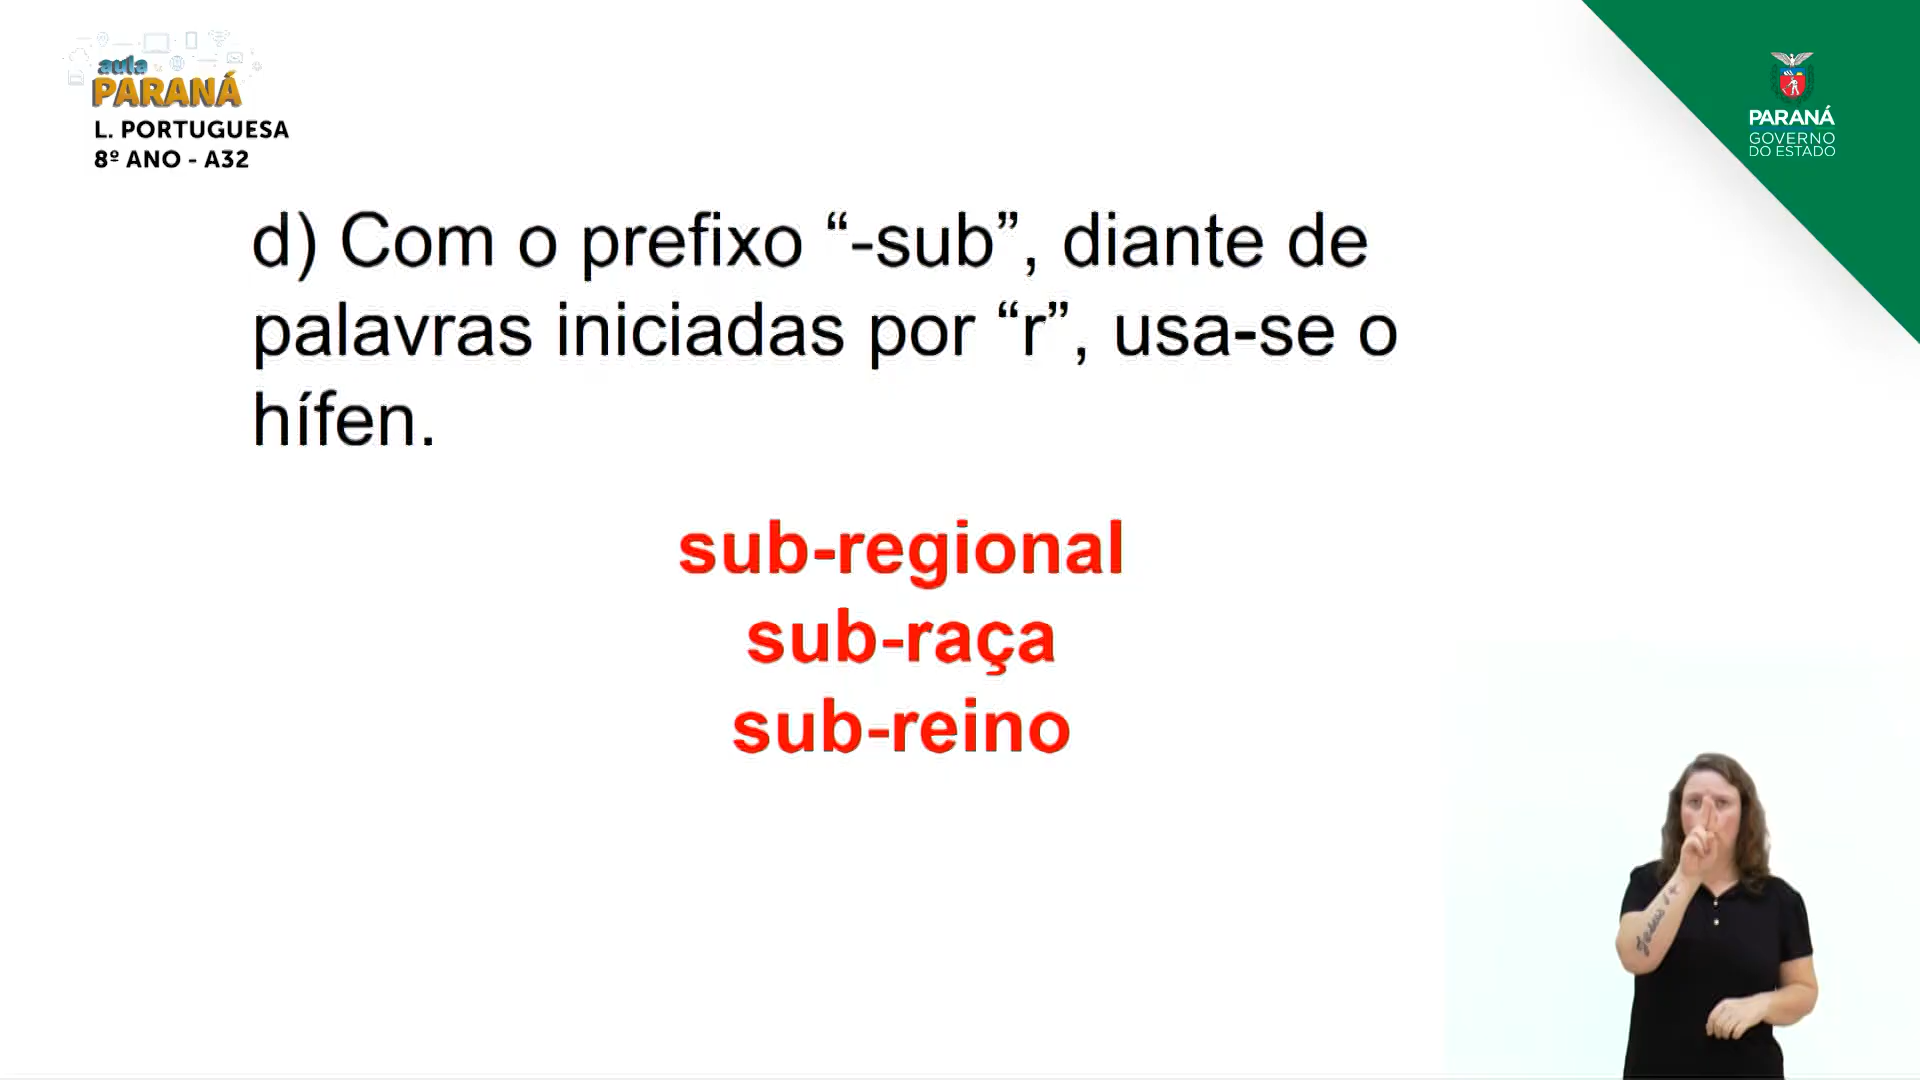 aula
PARANÁ
L. PORTUGUESA
8º ANO - A32
PARANÁ
GOVERNO
DO ESTADO
d) Com o prefixo “-sub”, diante de
palavras iniciadas por “r”, usa-se o
hífen.
sub-regional
sub-raça
sub-reino
Jesus